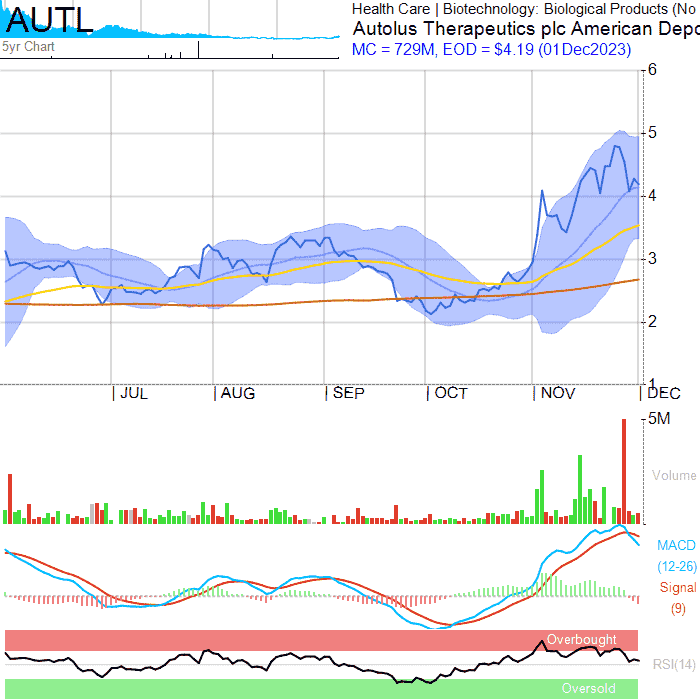 AUTL
5yr Chart
Health Care | Biotechnology: Biological Products (No
Autolus Therapeutics plc American Depo
MC = 729M, EOD = $4.19 (01Dec2023)
6
5
4
3
2
1
JUL AUG SEP OCT NOV DEC
5M
Volume
MACD
(12-26)
Signal
(9)
Overbought
RSI(14)
Oversold